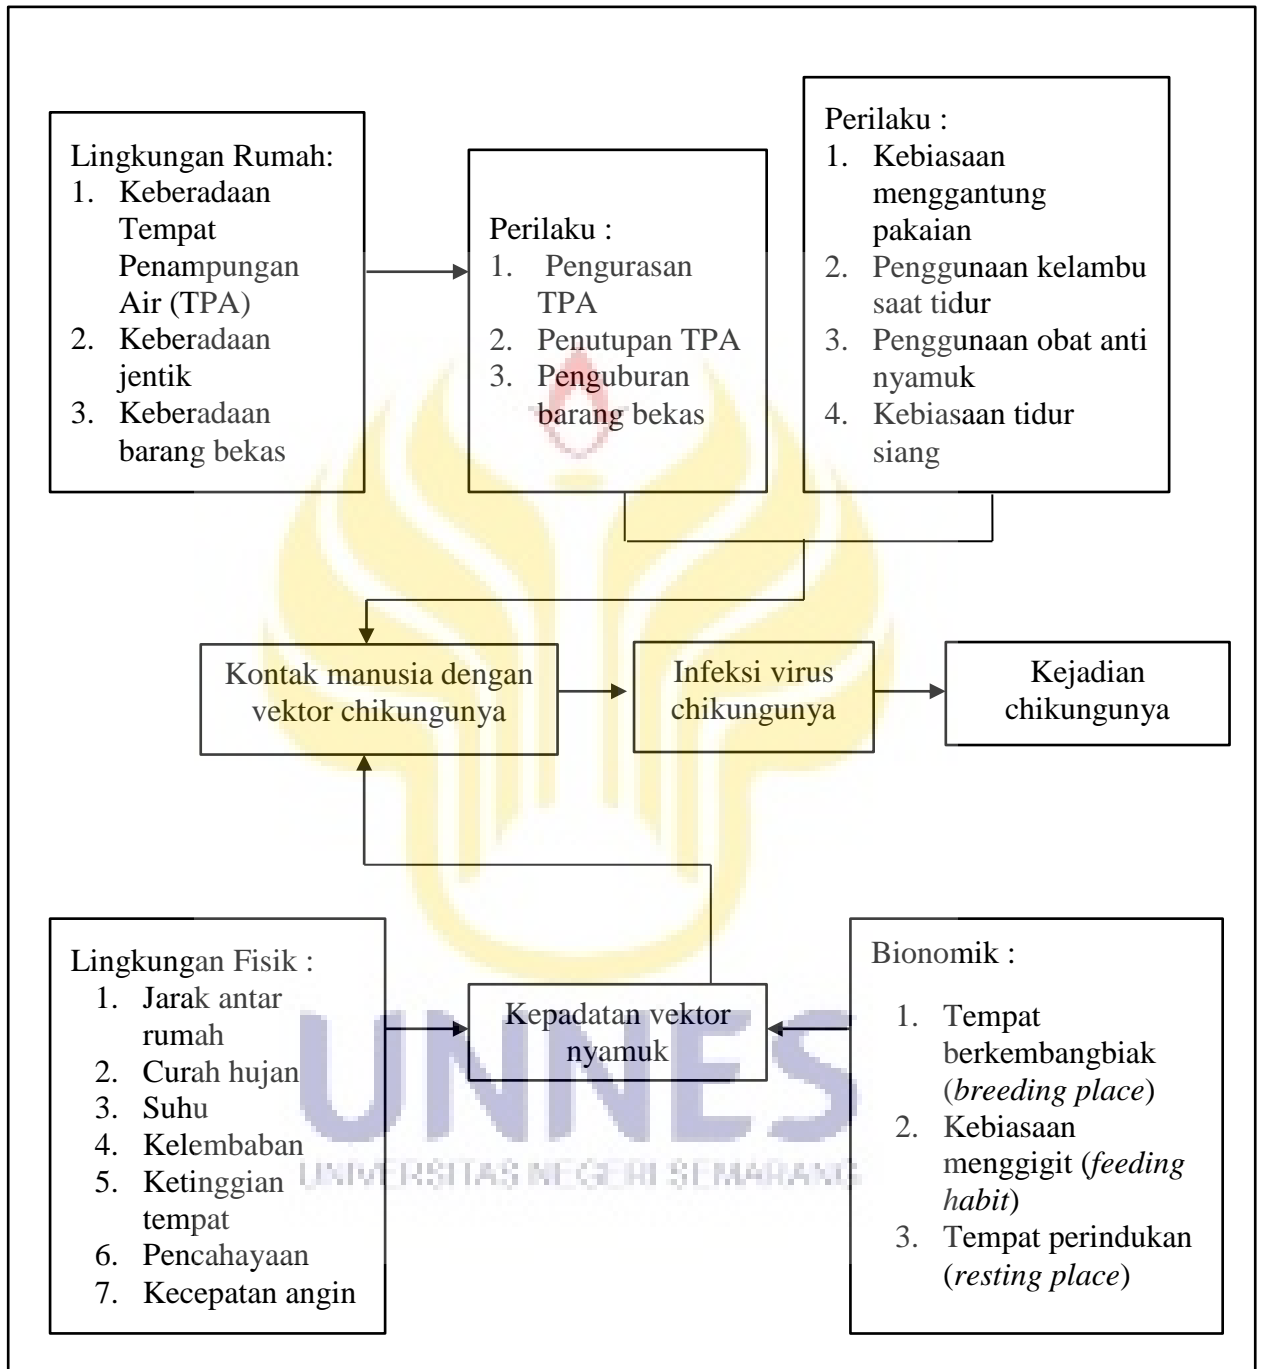 Lingkungan Rumah:
1. Keberadaan
Tempat
Penampungan
Air (TPA)
2. Keberadaan
jentik
3. Keberadaan
barang bekas
Perilaku :
1. Pengurasan
TPA
2. Penutupan TPA
3. Penguburan
barang bekas
Perilaku :
1. Kebiasaan
menggantung
pakaian
2. Penggunaan kelambu
saat tidur
3. Penggunaan obat anti
nyamuk
4. Kebiasaan tidur
siang
Kontak manusia dengan
vektor chikungunya
Infeksi virus
chikungunya
Kejadian
chikungunya
Lingkungan Fisik :
1. Jarak antar
rumah
2. Curah hujan
3. Suhu
4. Kelembaban
5. Ketinggian
tempat
6. Pencahayaan
7. Kecepatan angin
Kepadatan vektor
nyamuk
Bionomik :
1. Tempat
berkembangbiak
(breeding place)
2. Kebiasaan
menggigit (feeding
habit)
3. Tempat perindukan
(resting place)
UNNES
UNIVERSITAS NEGERI SEMARANG